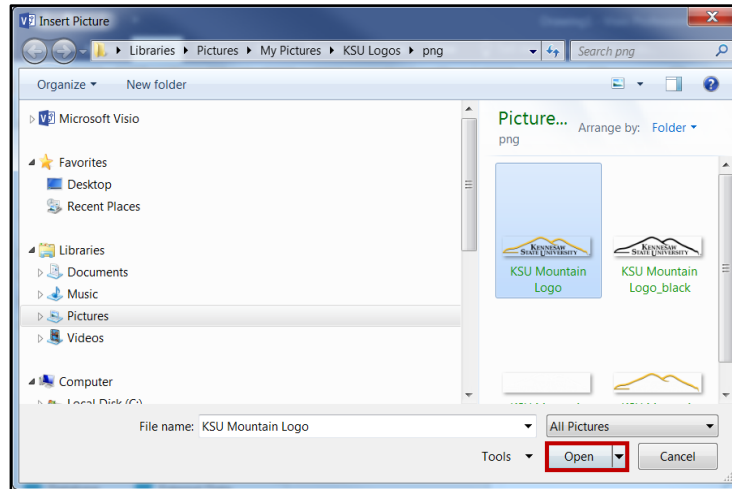 Insert Picture
Libraries Pictures My Pictures KSU Logos png
Search png
Organize New folder
Microsoft Visio
Favorites
Desktop
Recent Places
Libraries
Documents
Music
Pictures
Videos
Computer
Local Disk (C:)
Picture...
png
Arrange by: Folder
KENNESAW
STATE UNIVERSITY
KSU Mountain
Logo
KENNESAW
STATE UNIVERSITY
KSU Mountain
Logo_black
File name: KSU Mountain Logo
All Pictures
Tools Open Cancel